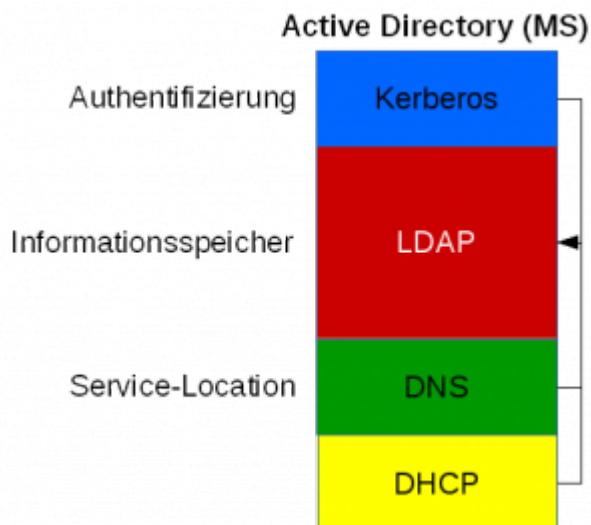 Active Directory (MS)
Authentifizierung Kerberos
Informationsspeicher LDAP
Service-Location DNS
DHCP